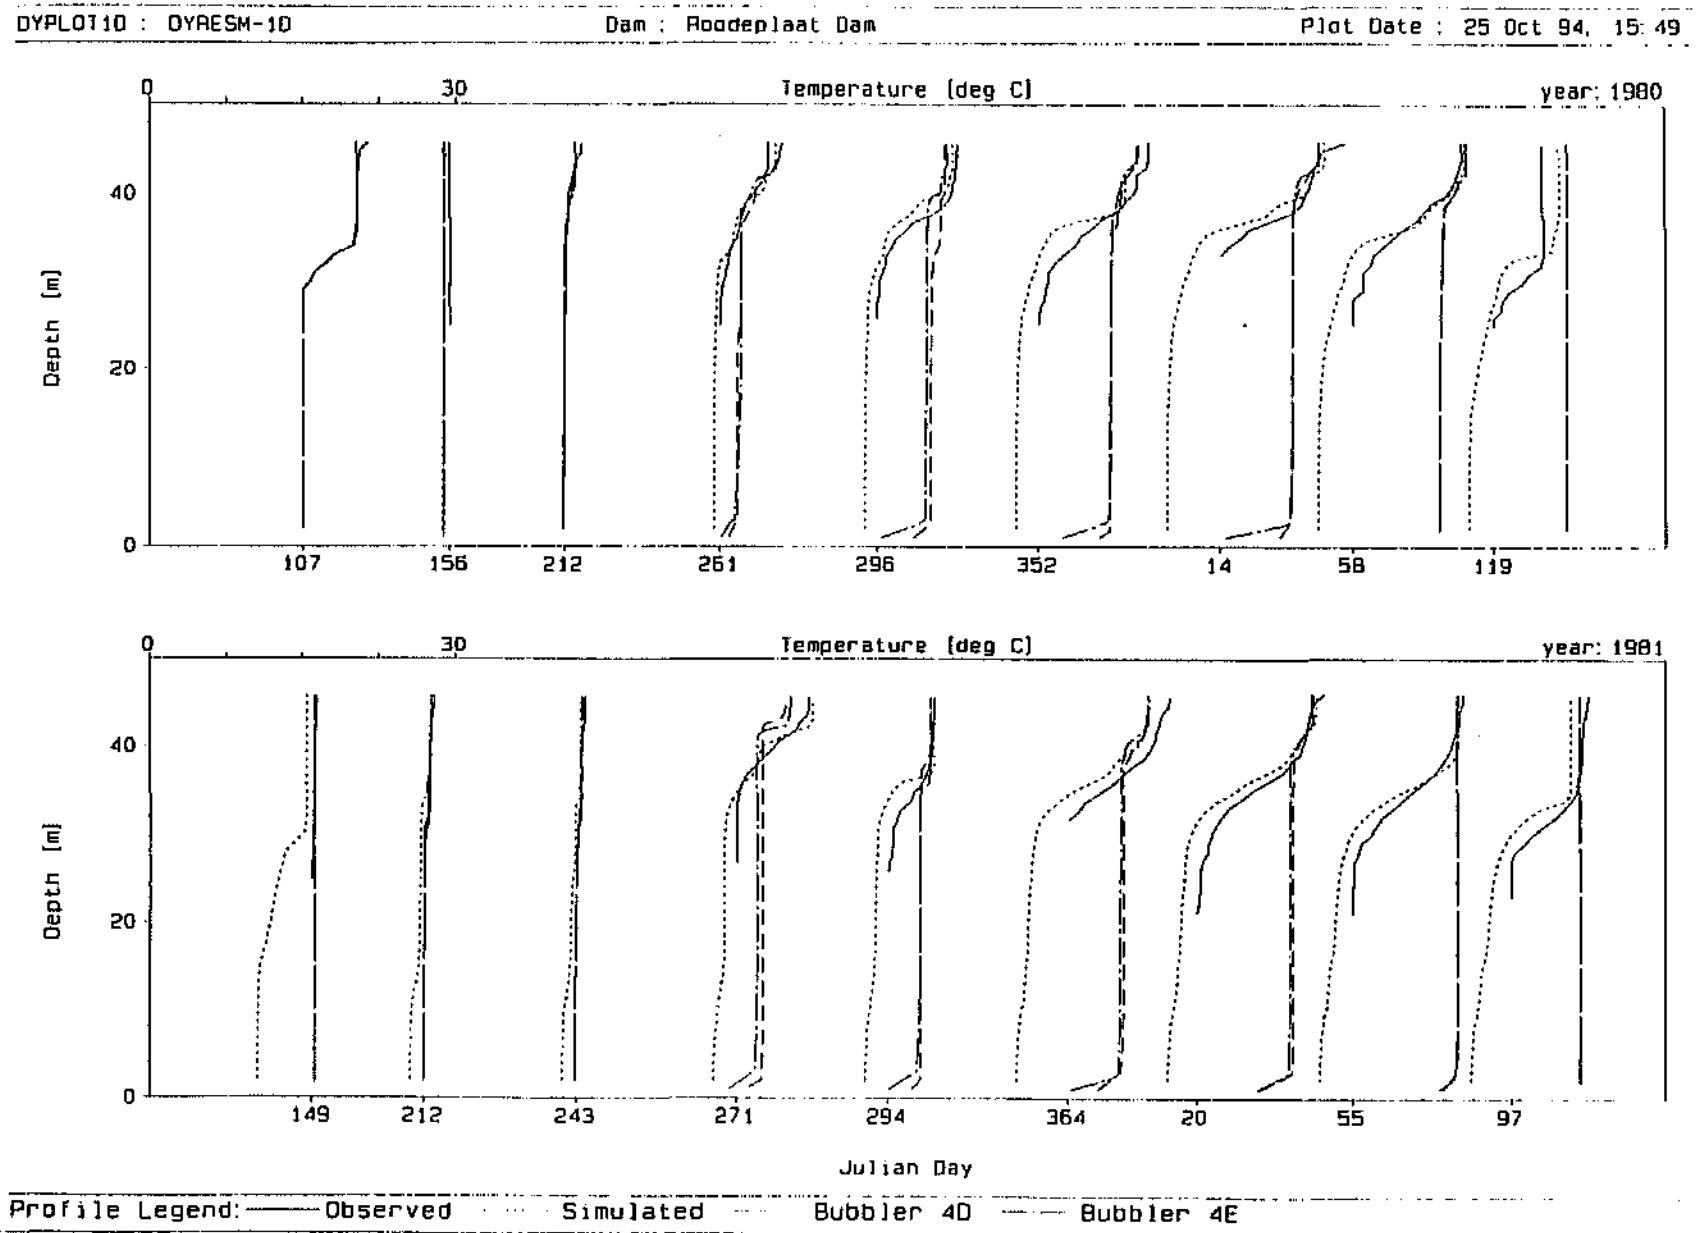 DYPLOT1D : DYRESM-1D Dam : Roodeplaat Dam Plot Date : 25 Oct 94, 15:49
0 30 Temperature [deg C] year: 1980
40
Depth [m]
20
0
107 156 212 261 296 352 14 58 119
0 30 Temperature [deg C] year: 1981
40
Depth [m]
20
0
149 212 243 271 294 364 20 55 97
Julian Day
Profile Legend: Observed Simulated Bubbler 4D Bubbler 4E